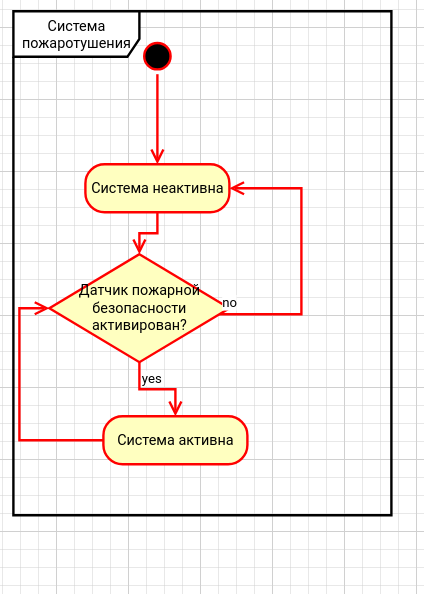 Система
пожаротушения
Система неактивна
Датчик пожарной
безопасности
активирован?
no
yes
Система активна